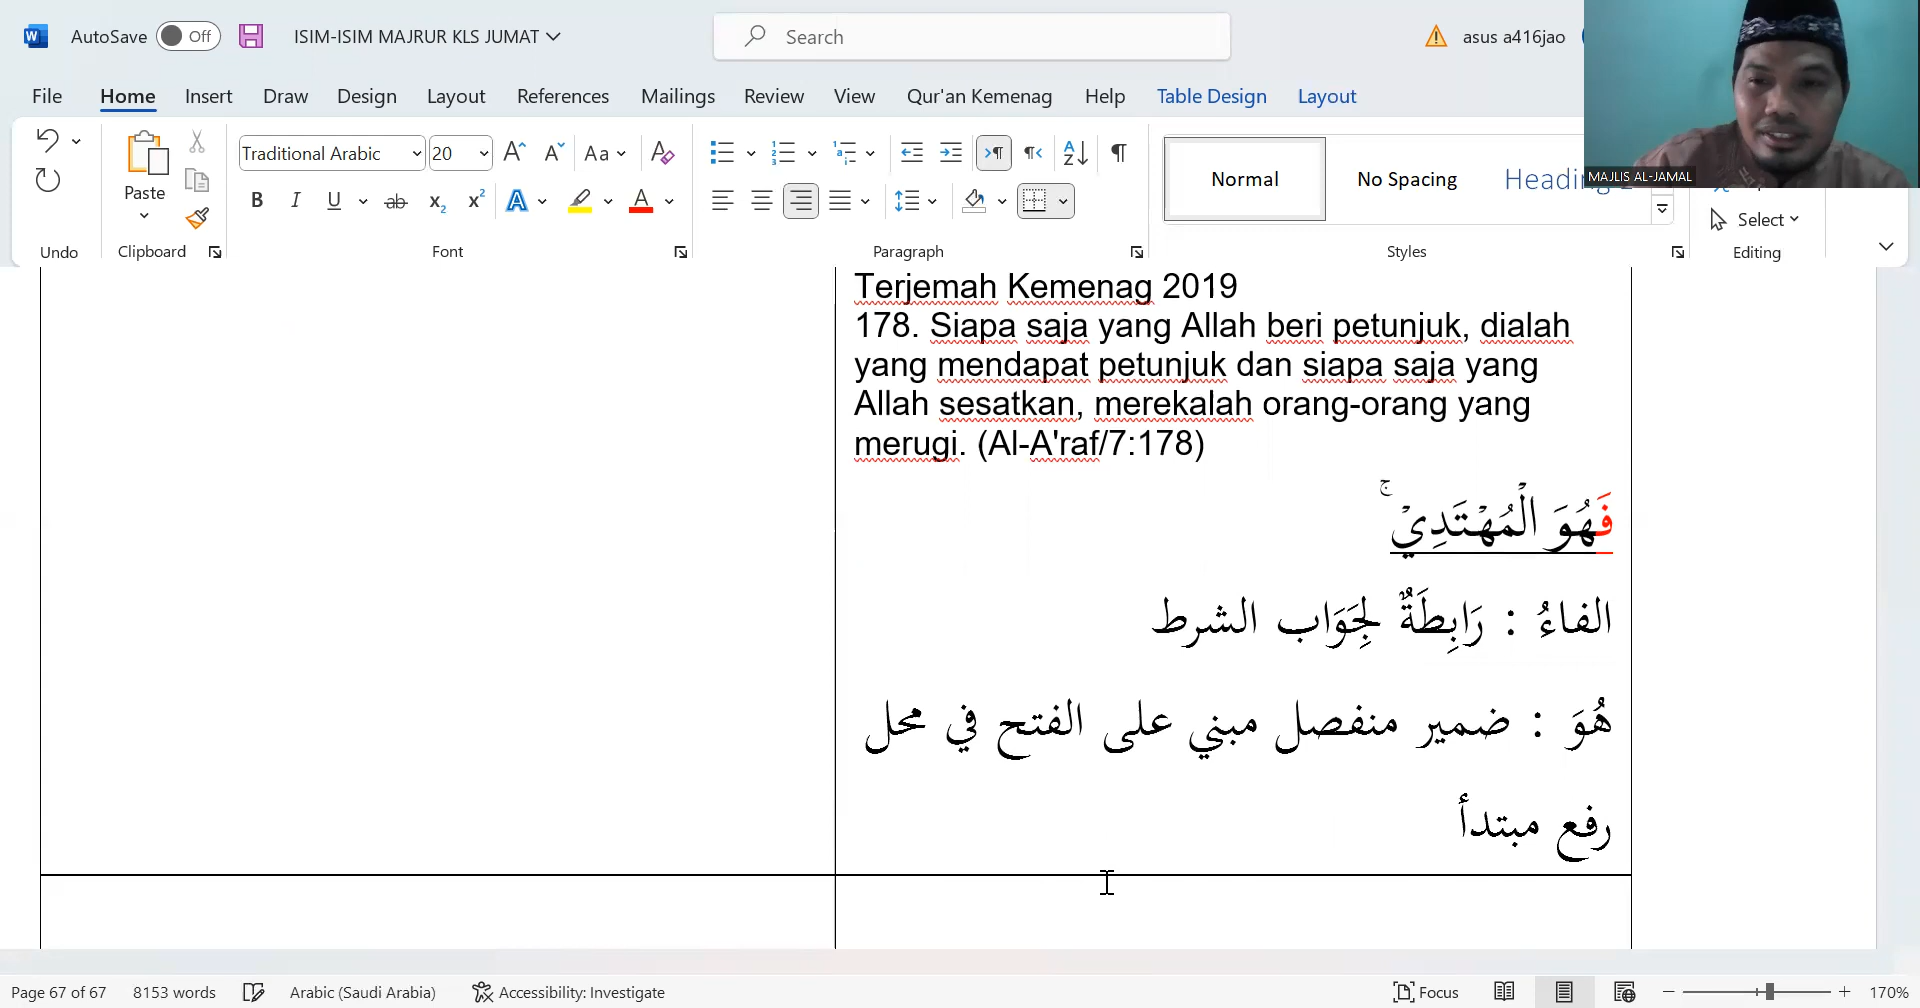 AutoSave Off ISIM-ISIM MAJRUR KLS JUMAT Search asus a416jao
File Home Insert Draw Design Layout References Mailings Review View Qur'an Kemenag Help Table Design Layout
Traditional Arabic 20 Aa
Paste
Normal No Spacing Heading
Select
Undo Clipboard Font Paragraph Styles Editing
MAJLIS AL-JAMAL
Terjemah Kemenag 2019
178. Siapa saja yang Allah beri petunjuk, dialah
yang mendapat petunjuk dan siapa saja yang
Allah sesatkan, merekalah orang-orang yang
merugi. (Al-A'raf/7:178)
فَهُوَ الْمُهْتَدِيْۚ
الفاءُ : رَابِطَةٌ لِجَوَاب الشرط
هُوَ : ضمير منفصل مبني على الفتح في محل
رفع مبتدأ
Page 67 of 67 8153 words Arabic (Saudi Arabia) Accessibility: Investigate Focus 170%